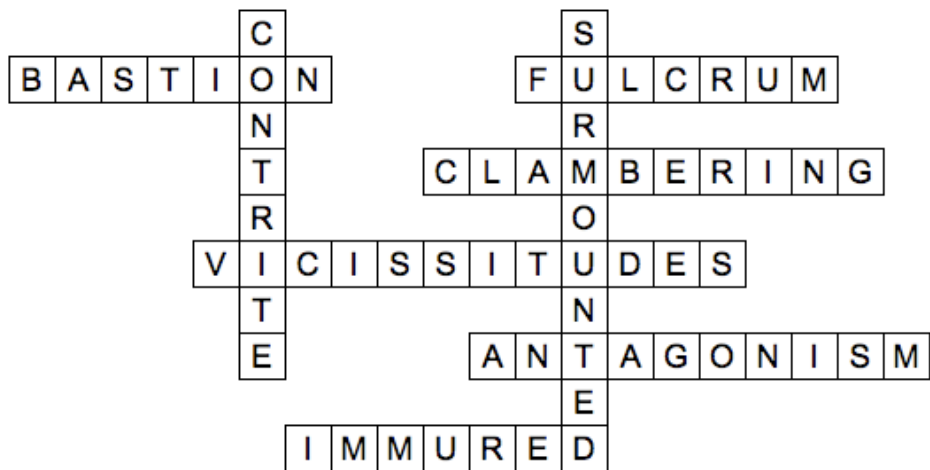 CONTRITE
SURMOUNTED
BASTION
FULCRUM
CLAMBERING
VICISSITUDES
ANTAGONISM
IMMURED